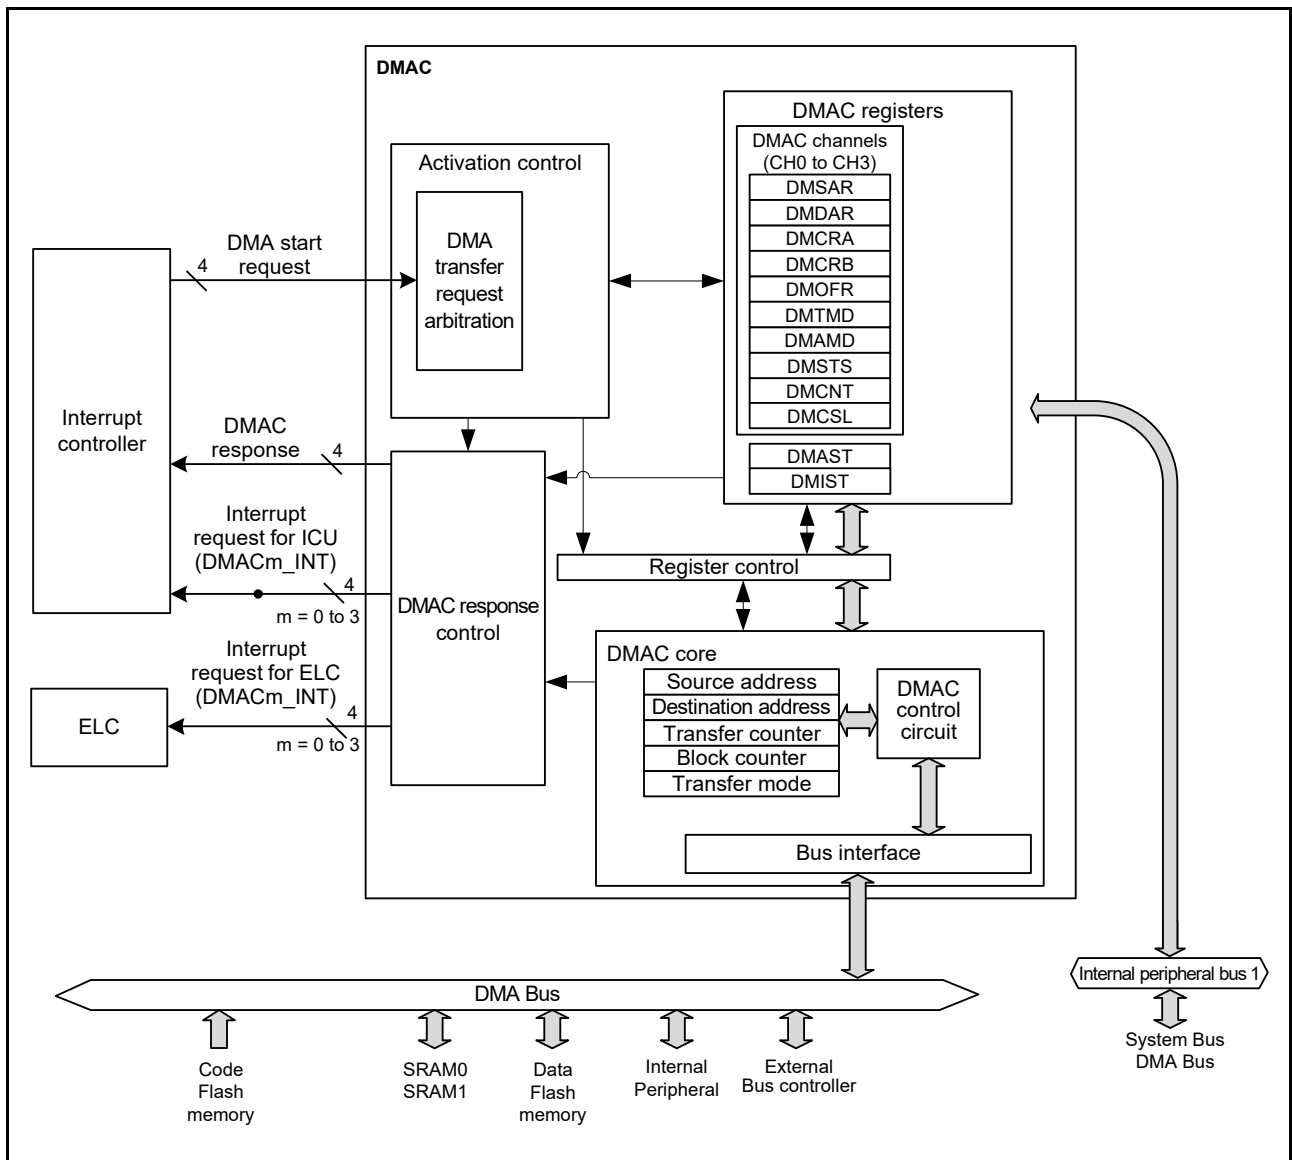 DMAC
DMAC registers
DMAC channels
(CH0 to CH3)
DMSAR
DMDAR
DMCRA
DMCRB
DMOFR
DMTMD
DMAMD
DMSTS
DMCNT
DMCSL
DMAST
DMIST
Activation control
DMA
transfer
request
arbitration
DMA start
request
4
Interrupt
controller
DMAC
response
4
Interrupt
request for ICU
(DMACm_INT)
4
m = 0 to 3
Interrupt
request for ELC
(DMACm_INT)
4
m = 0 to 3
ELC
DMAC response
control
Register control
DMAC core
Source address
Destination address
Transfer counter
Block counter
Transfer mode
DMAC
control
circuit
Bus interface
DMA Bus
Internal peripheral bus 1
System Bus
DMA Bus
Code
Flash
memory
SRAM0
SRAM1
Data
Flash
memory
Internal
Peripheral
External
Bus controller